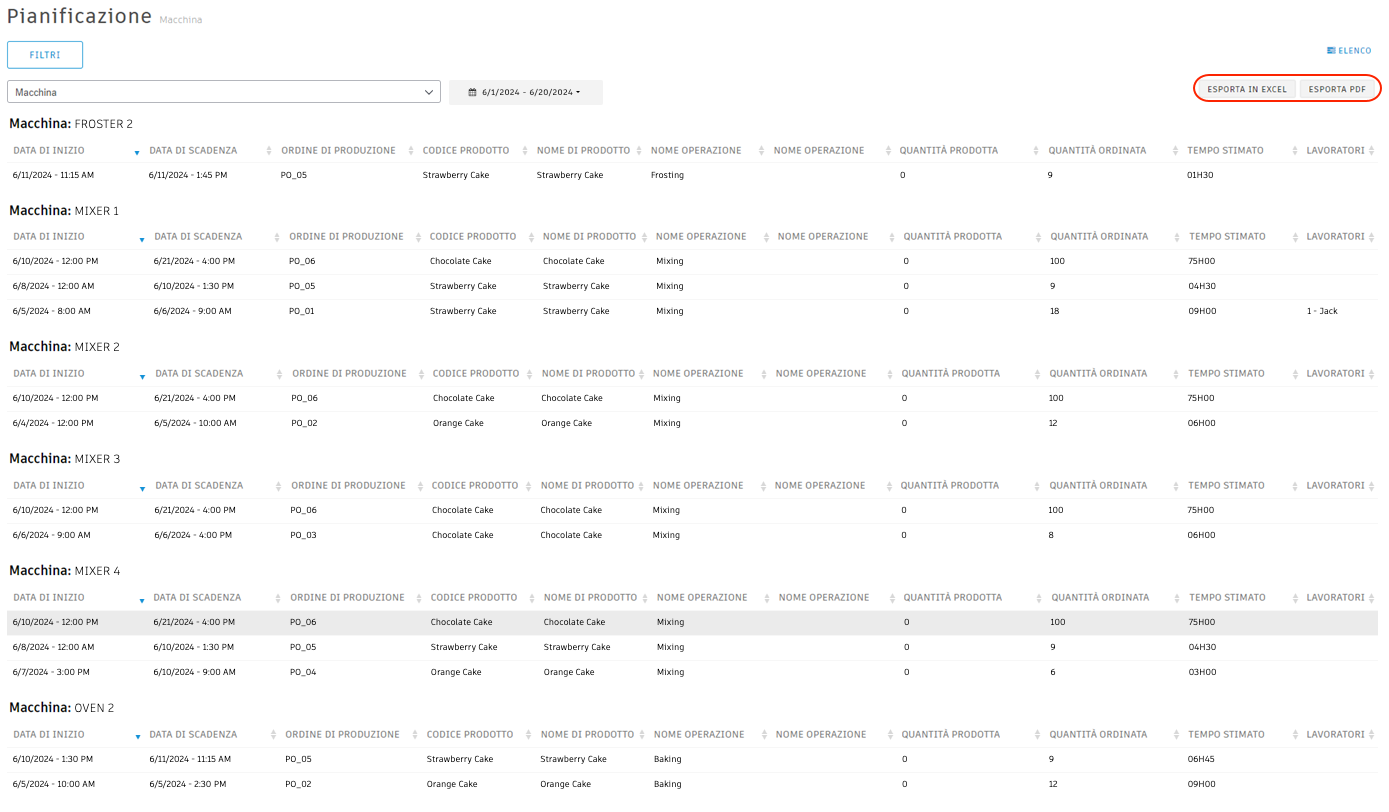 Pianificazione Macchina
FILTRI
ELENCO
Macchina 6/1/2024 - 6/20/2024 ESPORTA IN EXCEL ESPORTA PDF
Macchina: FROSTER 2
DATA DI INIZIO DATA DI SCADENZA ORDINE DI PRODUZIONE CODICE PRODOTTO NOME DI PRODOTTO NOME OPERAZIONE NOME OPERAZIONE QUANTITÀ PRODOTTA QUANTITÀ ORDINATA TEMPO STIMATO LAVORATORI
6/11/2024 - 11:15 AM 6/11/2024 - 1:45 PM PO_05 Strawberry Cake Strawberry Cake Frosting 0 9 01H30
Macchina: MIXER 1
DATA DI INIZIO DATA DI SCADENZA ORDINE DI PRODUZIONE CODICE PRODOTTO NOME DI PRODOTTO NOME OPERAZIONE NOME OPERAZIONE QUANTITÀ PRODOTTA QUANTITÀ ORDINATA TEMPO STIMATO LAVORATORI
6/10/2024 - 12:00 PM 6/21/2024 - 4:00 PM PO_06 Chocolate Cake Chocolate Cake Mixing 0 100 75H00
6/8/2024 - 12:00 AM 6/10/2024 - 1:30 PM PO_05 Strawberry Cake Strawberry Cake Mixing 0 9 04H30
6/5/2024 - 8:00 AM 6/6/2024 - 9:00 AM PO_01 Strawberry Cake Strawberry Cake Mixing 0 18 09H00 1 - Jack
Macchina: MIXER 2
DATA DI INIZIO DATA DI SCADENZA ORDINE DI PRODUZIONE CODICE PRODOTTO NOME DI PRODOTTO NOME OPERAZIONE NOME OPERAZIONE QUANTITÀ PRODOTTA QUANTITÀ ORDINATA TEMPO STIMATO LAVORATORI
6/10/2024 - 12:00 PM 6/21/2024 - 4:00 PM PO_06 Chocolate Cake Chocolate Cake Mixing 0 100 75H00
6/4/2024 - 12:00 PM 6/5/2024 - 10:00 AM PO_02 Orange Cake Orange Cake Mixing 0 12 06H00
Macchina: MIXER 3
DATA DI INIZIO DATA DI SCADENZA ORDINE DI PRODUZIONE CODICE PRODOTTO NOME DI PRODOTTO NOME OPERAZIONE NOME OPERAZIONE QUANTITÀ PRODOTTA QUANTITÀ ORDINATA TEMPO STIMATO LAVORATORI
6/10/2024 - 12:00 PM 6/21/2024 - 4:00 PM PO_06 Chocolate Cake Chocolate Cake Mixing 0 100 75H00
6/6/2024 - 9:00 AM 6/6/2024 - 4:00 PM PO_03 Chocolate Cake Chocolate Cake Mixing 0 8 06H00
Macchina: MIXER 4
DATA DI INIZIO DATA DI SCADENZA ORDINE DI PRODUZIONE CODICE PRODOTTO NOME DI PRODOTTO NOME OPERAZIONE NOME OPERAZIONE QUANTITÀ PRODOTTA QUANTITÀ ORDINATA TEMPO STIMATO LAVORATORI
6/10/2024 - 12:00 PM 6/21/2024 - 4:00 PM PO_06 Chocolate Cake Chocolate Cake Mixing 0 100 75H00
6/8/2024 - 12:00 AM 6/10/2024 - 1:30 PM PO_05 Strawberry Cake Strawberry Cake Mixing 0 9 04H30
6/7/2024 - 3:00 PM 6/10/2024 - 9:00 AM PO_04 Orange Cake Orange Cake Mixing 0 6 03H00
Macchina: OVEN 2
DATA DI INIZIO DATA DI SCADENZA ORDINE DI PRODUZIONE CODICE PRODOTTO NOME DI PRODOTTO NOME OPERAZIONE NOME OPERAZIONE QUANTITÀ PRODOTTA QUANTITÀ ORDINATA TEMPO STIMATO LAVORATORI
6/10/2024 - 1:30 PM 6/11/2024 - 11:15 AM PO_05 Strawberry Cake Strawberry Cake Baking 0 9 06H45
6/5/2024 - 10:00 AM 6/5/2024 - 2:30 PM PO_02 Orange Cake Orange Cake Baking 0 12 09H00